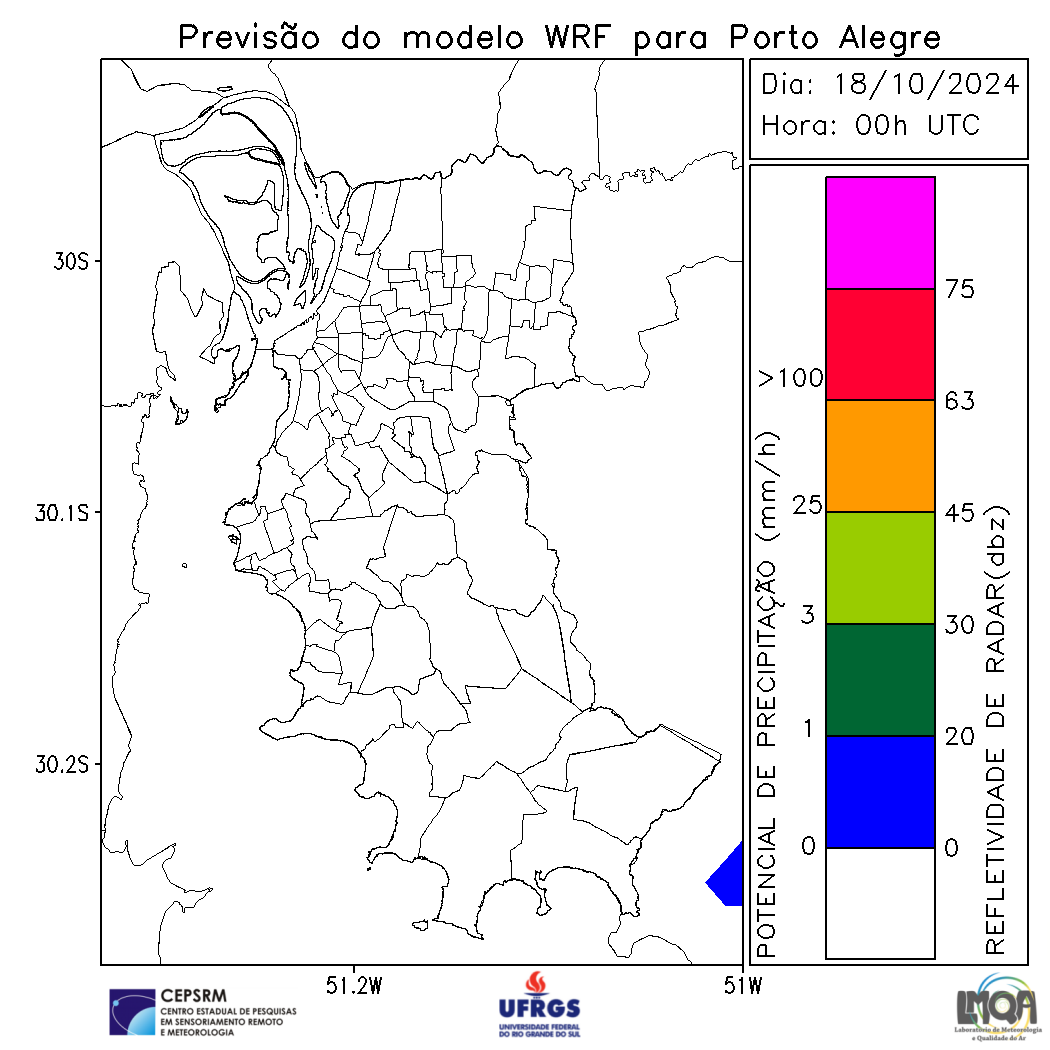 Previsão do modelo WRF para Porto Alegre
Dia: 18/10/2024
Hora: 00h UTC
30S
30.1S
30.2S
51.2W
51W
POTENCIAL DE PRECIPITAÇÃO (mm/h)
>100
25
3
1
0
75
63
45
30
20
0
REFLETIVIDADE DE RADAR(dbz)
CEPSRM
CENTRO ESTADUAL DE PESQUISAS
EM SENSORIAMENTO REMOTO
E METEOROLOGIA
UFRGS
UNIVERSIDADE FEDERAL
DO RIO GRANDE DO SUL
LMQA
Laboratório de Meteorologia
e Qualidade do Ar